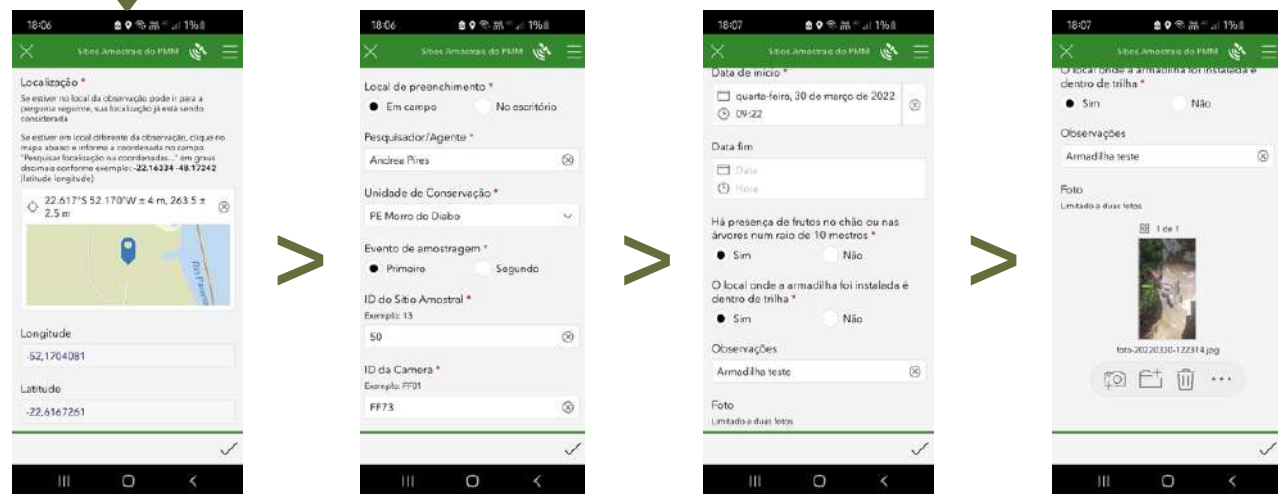 18:06
1%
Sítios Amostrais do PMM
Localização *
Se estiver no local da observação pode ir para a
pergunta seguinte, sua localização já está sendo
considerada
Se estiver em local diferente da observação, clique no
mapa abaixo e informe a coordenada no campo
"Pesquisar localização ou coordenadas..." em graus
decimais conforme exemplo: -22.16334 -48.17242
(latitude longitude)
22.617°S 52.170°W ± 4 m, 263.5 ±
2.5 m
Longitude
-52,1704081
Latitude
-22,6167261
>
18:06
1%
Sítios Amostrais do PMM
Local de preenchimento *
Em campo
No escritório
Pesquisador/Agente *
Andrea Pires
Unidade de Conservação *
PE Morro do Diabo
Evento de amostragem *
Primeiro
Segundo
ID do Sítio Amostral *
Exemplo: 13
50
ID da Camera *
Exemplo: FF01
FF73
>
18:07
1%
Sítios Amostrais do PMM
Data de início *
quarta-feira, 30 de março de 2022
09:22
Data fim
Data
Hora
Há presença de frutos no chão ou nas
árvores num raio de 10 mestros *
Sim
Não
O local onde a armadilha foi instalada é
dentro de trilha *
Sim
Não
Observações
Armadilha teste
Foto
Limitado a duas fotos
>
18:07
1%
Sítios Amostrais do PMM
O local onde a armadilha foi instalada é
dentro de trilha *
Sim
Não
Observações
Armadilha teste
Foto
Limitado a duas fotos
1 de 1
foto-20220330-122314.jpg